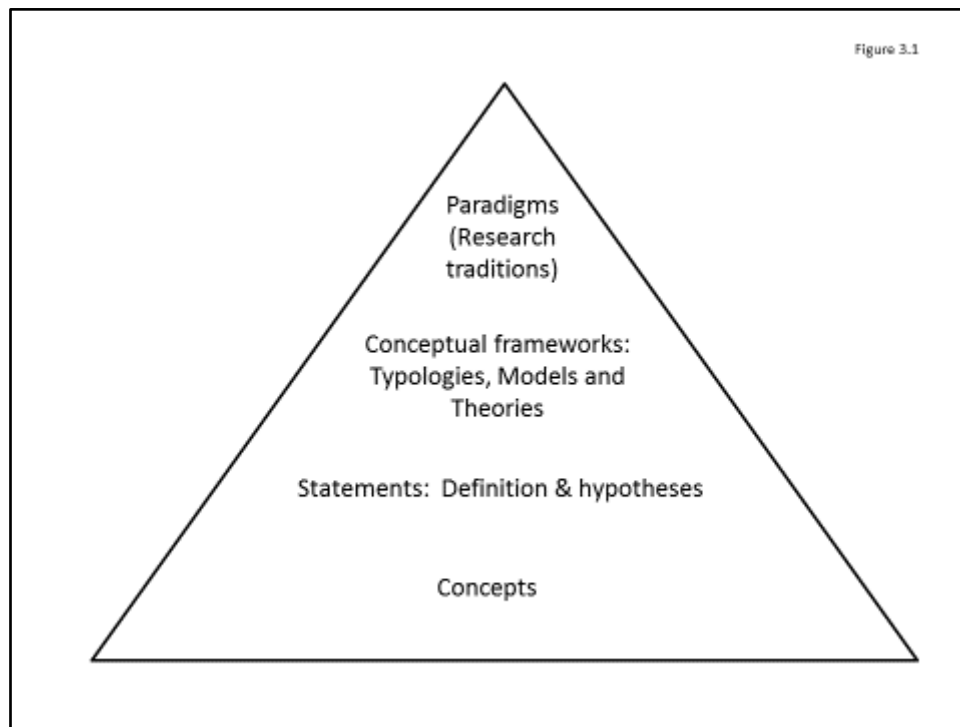 Figure 3.1
Paradigms
(Research
traditions)
Conceptual frameworks:
Typologies, Models and
Theories
Statements:  Definition & hypotheses
Concepts